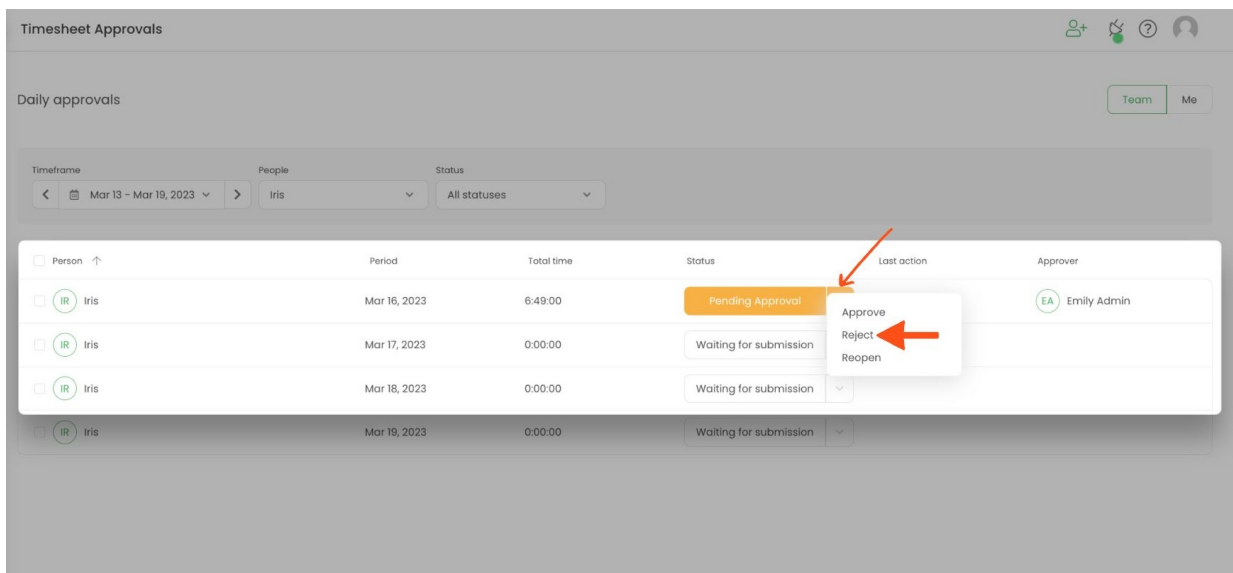 Timesheet Approvals
Daily approvals
Team Me
Timeframe People Status
Mar 13 - Mar 19, 2023 Iris All statuses
Person Period Total time Status Last action Approver
IR Iris Mar 16, 2023 6:49:00 Pending Approval EA Emily Admin
Approve
IR Iris Mar 17, 2023 0:00:00 Waiting for submission Reject
Reopen
IR Iris Mar 18, 2023 0:00:00 Waiting for submission
IR Iris Mar 19, 2023 0:00:00 Waiting for submission